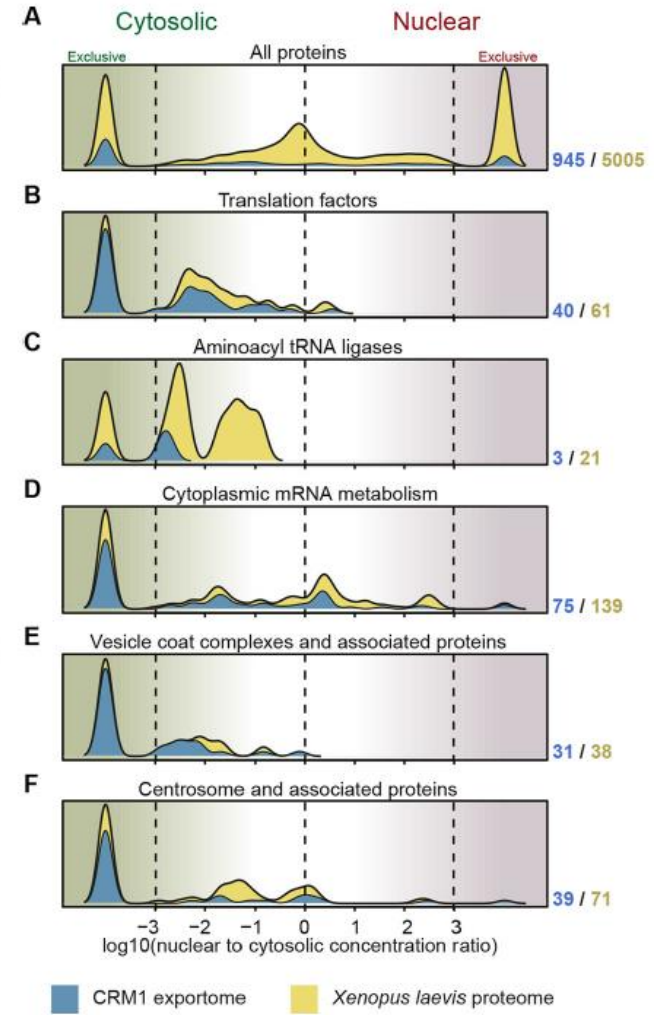 A
Cytosolic
Nuclear
Exclusive
All proteins
Exclusive
945 / 5005
B
Translation factors
40 / 61
C
Aminoacyl tRNA ligases
3 / 21
D
Cytoplasmic mRNA metabolism
75 / 139
E
Vesicle coat complexes and associated proteins
31 / 38
F
Centrosome and associated proteins
39 / 71
−3 −2 −1 0 1 2 3
log10(nuclear to cytosolic concentration ratio)
CRM1 exportome
Xenopus laevis proteome